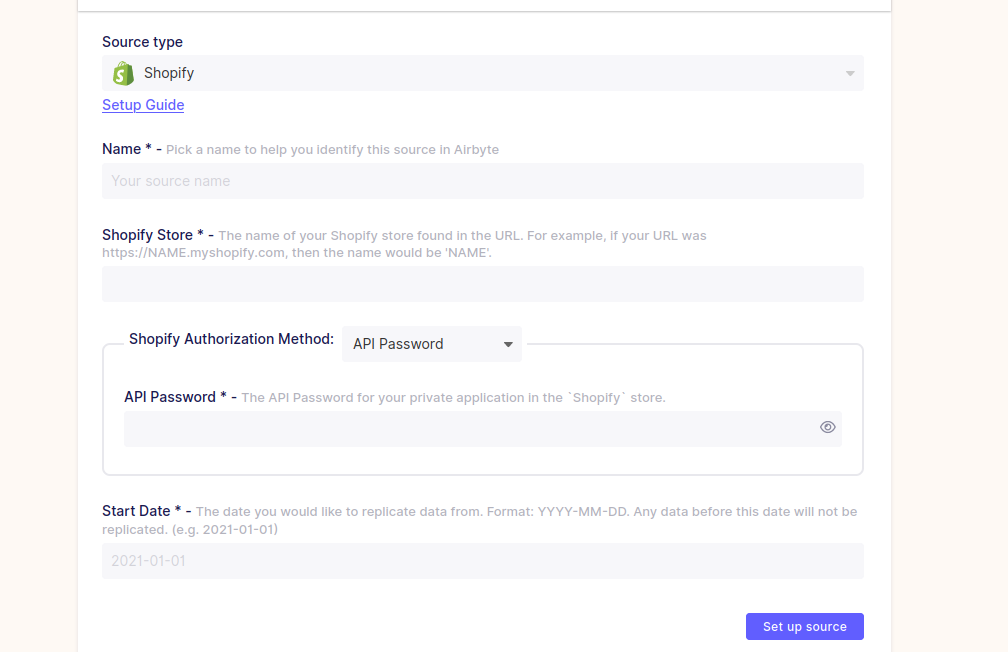 Source type
Shopify
Setup Guide
Name * - Pick a name to help you identify this source in Airbyte
Your source name
Shopify Store * - The name of your Shopify store found in the URL. For example, if your URL was
https://NAME.myshopify.com, then the name would be 'NAME'.
Shopify Authorization Method: API Password
API Password * - The API Password for your private application in the `Shopify` store.
Start Date * - The date you would like to replicate data from. Format: YYYY-MM-DD. Any data before this date will not be
replicated. (e.g. 2021-01-01)
2021-01-01
Set up source